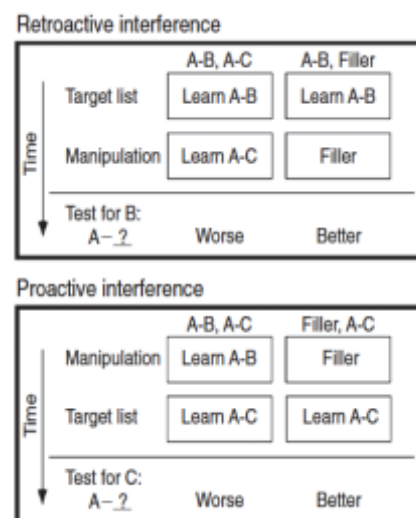 Retroactive interference
A-B, A-C A-B, Filler
Target list Learn A-B Learn A-B
Manipulation Learn A-C Filler
Time
Test for B:
A–? Worse Better
Proactive interference
A-B, A-C Filler, A-C
Manipulation Learn A-B Filler
Target list Learn A-C Learn A-C
Time
Test for C:
A–? Worse Better